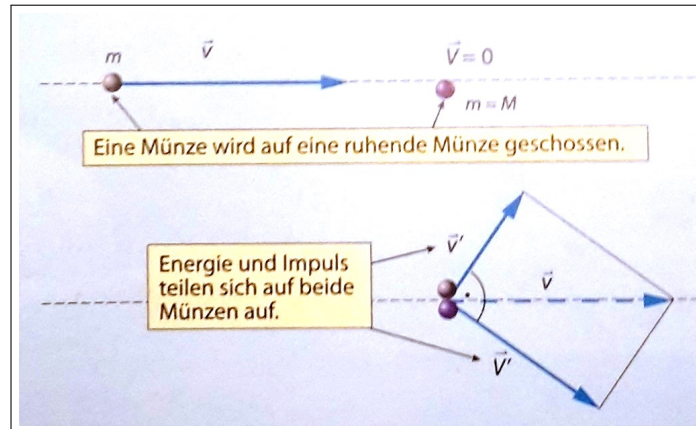 m
v⃗
V⃗ = 0
m = M
Eine Münze wird auf eine ruhende Münze geschossen.
v⃗'
Energie und Impuls
teilen sich auf beide
Münzen auf.
v⃗
V⃗'